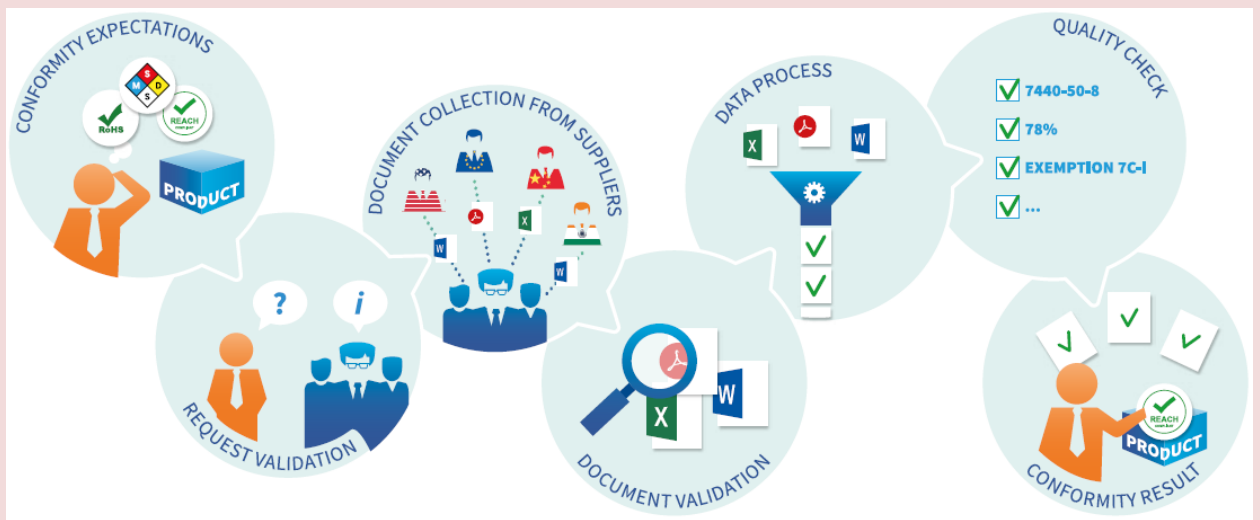 CONFORMITY EXPECTATIONS
S
M
D
S
RoHS
REACH
PRODUCT
REQUEST VALIDATION
?
i
DOCUMENT COLLECTION FROM SUPPLIERS
W
X
W
DOCUMENT VALIDATION
X
W
DATA PROCESS
X
W
QUALITY CHECK
7440-50-8
78%
EXEMPTION 7C-I
...
CONFORMITY RESULT
REACH
PRODUCT